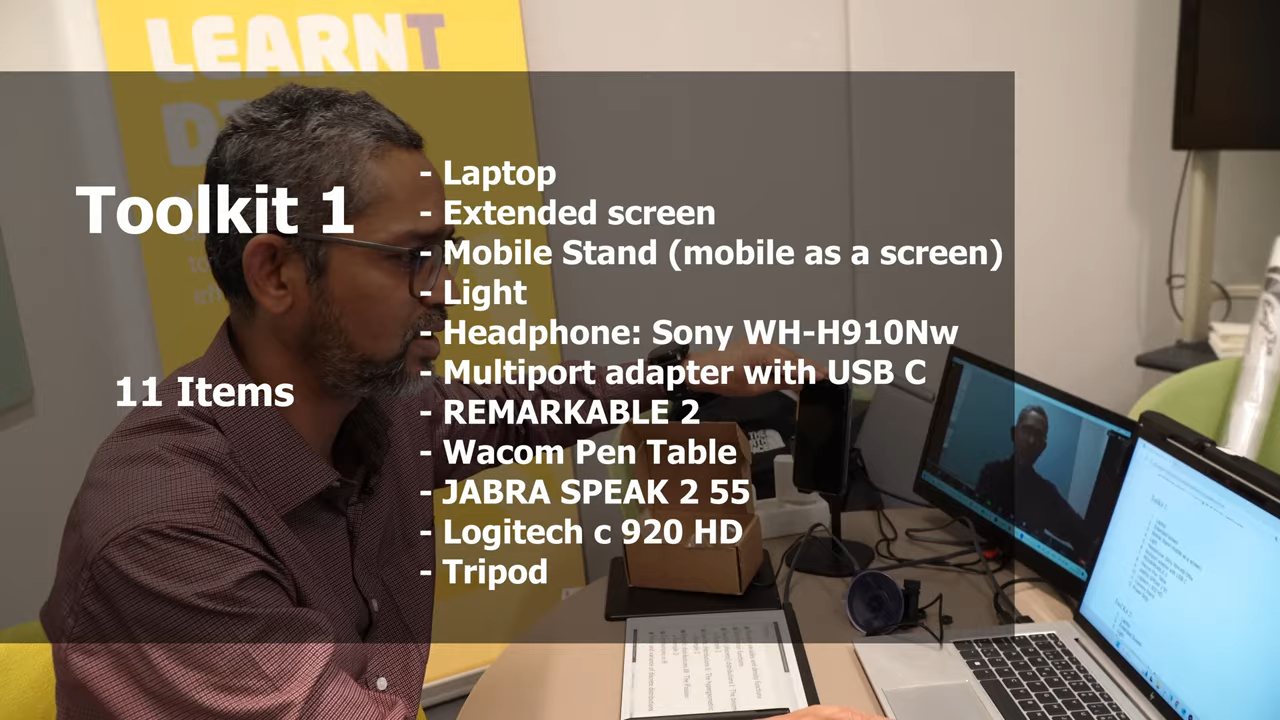 LEARNT
Toolkit 1
11 Items
- Laptop
- Extended screen
- Mobile Stand (mobile as a screen)
- Light
- Headphone: Sony WH-H910Nw
- Multiport adapter with USB C
- REMARKABLE 2
- Wacom Pen Table
- JABRA SPEAK 2 55
- Logitech c 920 HD
- Tripod